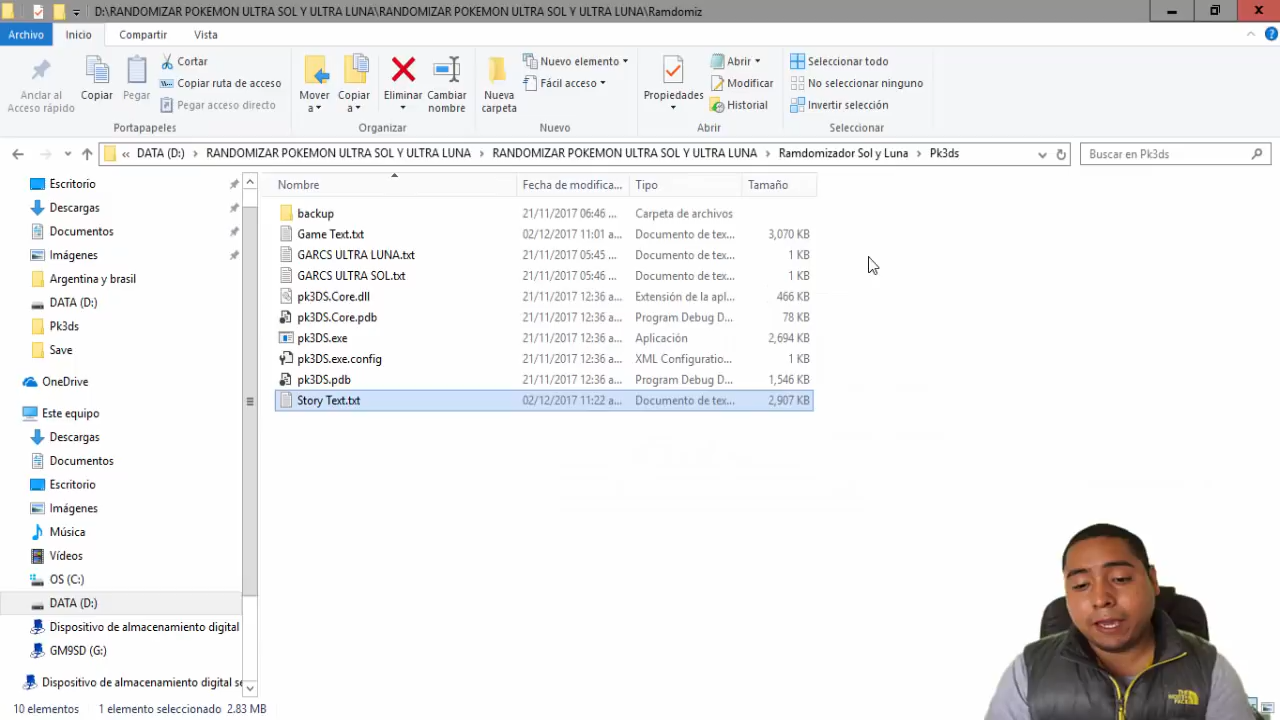 D:\RANDOMIZAR POKEMON ULTRA SOL Y ULTRA LUNA\RANDOMIZAR POKEMON ULTRA SOL Y ULTRA LUNA\Ramdomiz
Archivo Inicio Compartir Vista
Anclar al Acceso rápido
Copiar
Pegar
Cortar
Copiar ruta de acceso
Pegar acceso directo
Portapapeles
Mover a
Copiar a
Eliminar
Cambiar nombre
Organizar
Nueva carpeta
Nuevo elemento
Fácil acceso
Nuevo
Propiedades
Abrir
Modificar
Historial
Abrir
Seleccionar todo
No seleccionar ninguno
Invertir selección
Seleccionar
« DATA (D:) > RANDOMIZAR POKEMON ULTRA SOL Y ULTRA LUNA > RANDOMIZAR POKEMON ULTRA SOL Y ULTRA LUNA > Ramdomizador Sol y Luna > Pk3ds
Buscar en Pk3ds
Escritorio
Descargas
Documentos
Imágenes
Argentina y brasil
DATA (D:)
Pk3ds
Save
OneDrive
Este equipo
Descargas
Documentos
Escritorio
Imágenes
Música
Vídeos
OS (C:)
DATA (D:)
Dispositivo de almacenamiento digital
GM9SD (G:)
Dispositivo de almacenamiento digital se
Nombre Fecha de modifica... Tipo Tamaño
backup 21/11/2017 06:46 ... Carpeta de archivos
Game Text.txt 02/12/2017 11:01 a... Documento de tex... 3,070 KB
GARCS ULTRA LUNA.txt 21/11/2017 05:45 ... Documento de tex... 1 KB
GARCS ULTRA SOL.txt 21/11/2017 05:46 ... Documento de tex... 1 KB
pk3DS.Core.dll 21/11/2017 12:36 a... Extensión de la apl... 466 KB
pk3DS.Core.pdb 21/11/2017 12:36 a... Program Debug D... 78 KB
pk3DS.exe 21/11/2017 12:36 a... Aplicación 2,694 KB
pk3DS.exe.config 21/11/2017 12:36 a... XML Configuratio... 1 KB
pk3DS.pdb 21/11/2017 12:36 a... Program Debug D... 1,546 KB
Story Text.txt 02/12/2017 11:22 a... Documento de tex... 2,907 KB
10 elementos 1 elemento seleccionado 2.83 MB